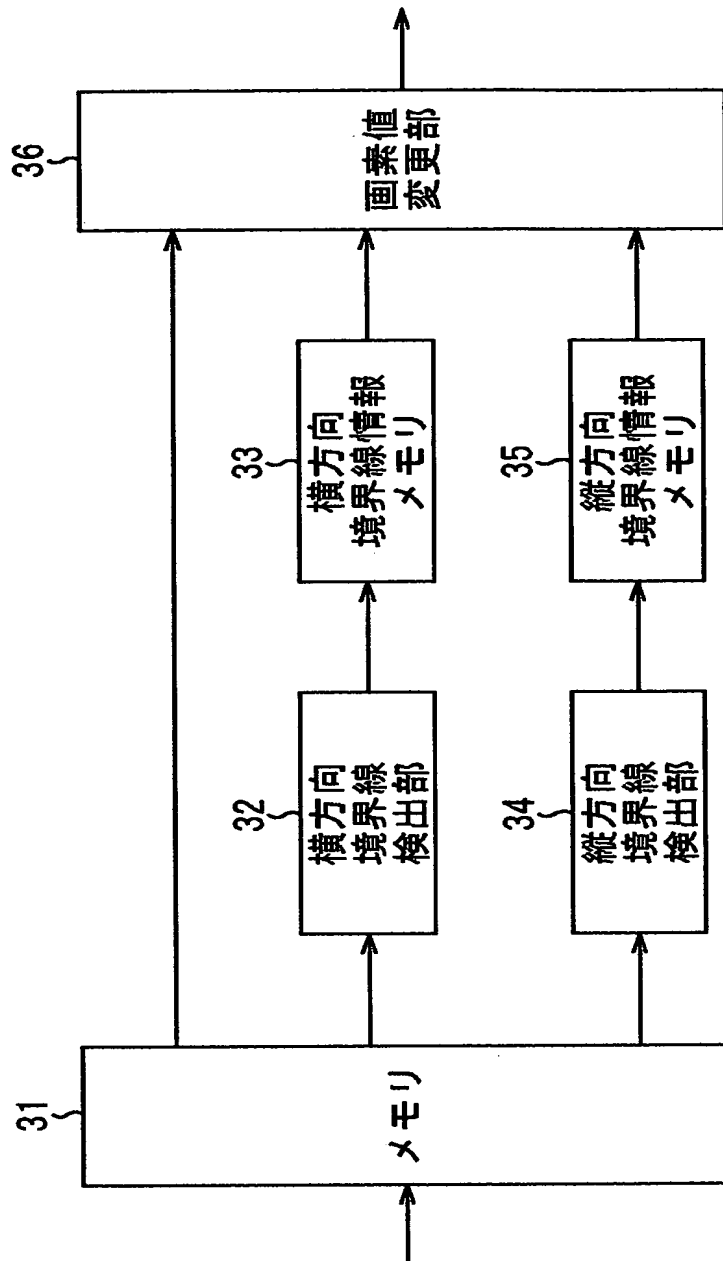 31
メモリ
32
横方向
境界線
検出部
33
横方向
境界線情報
メモリ
34
縦方向
境界線
検出部
35
縦方向
境界線情報
メモリ
36
画素値
変更部